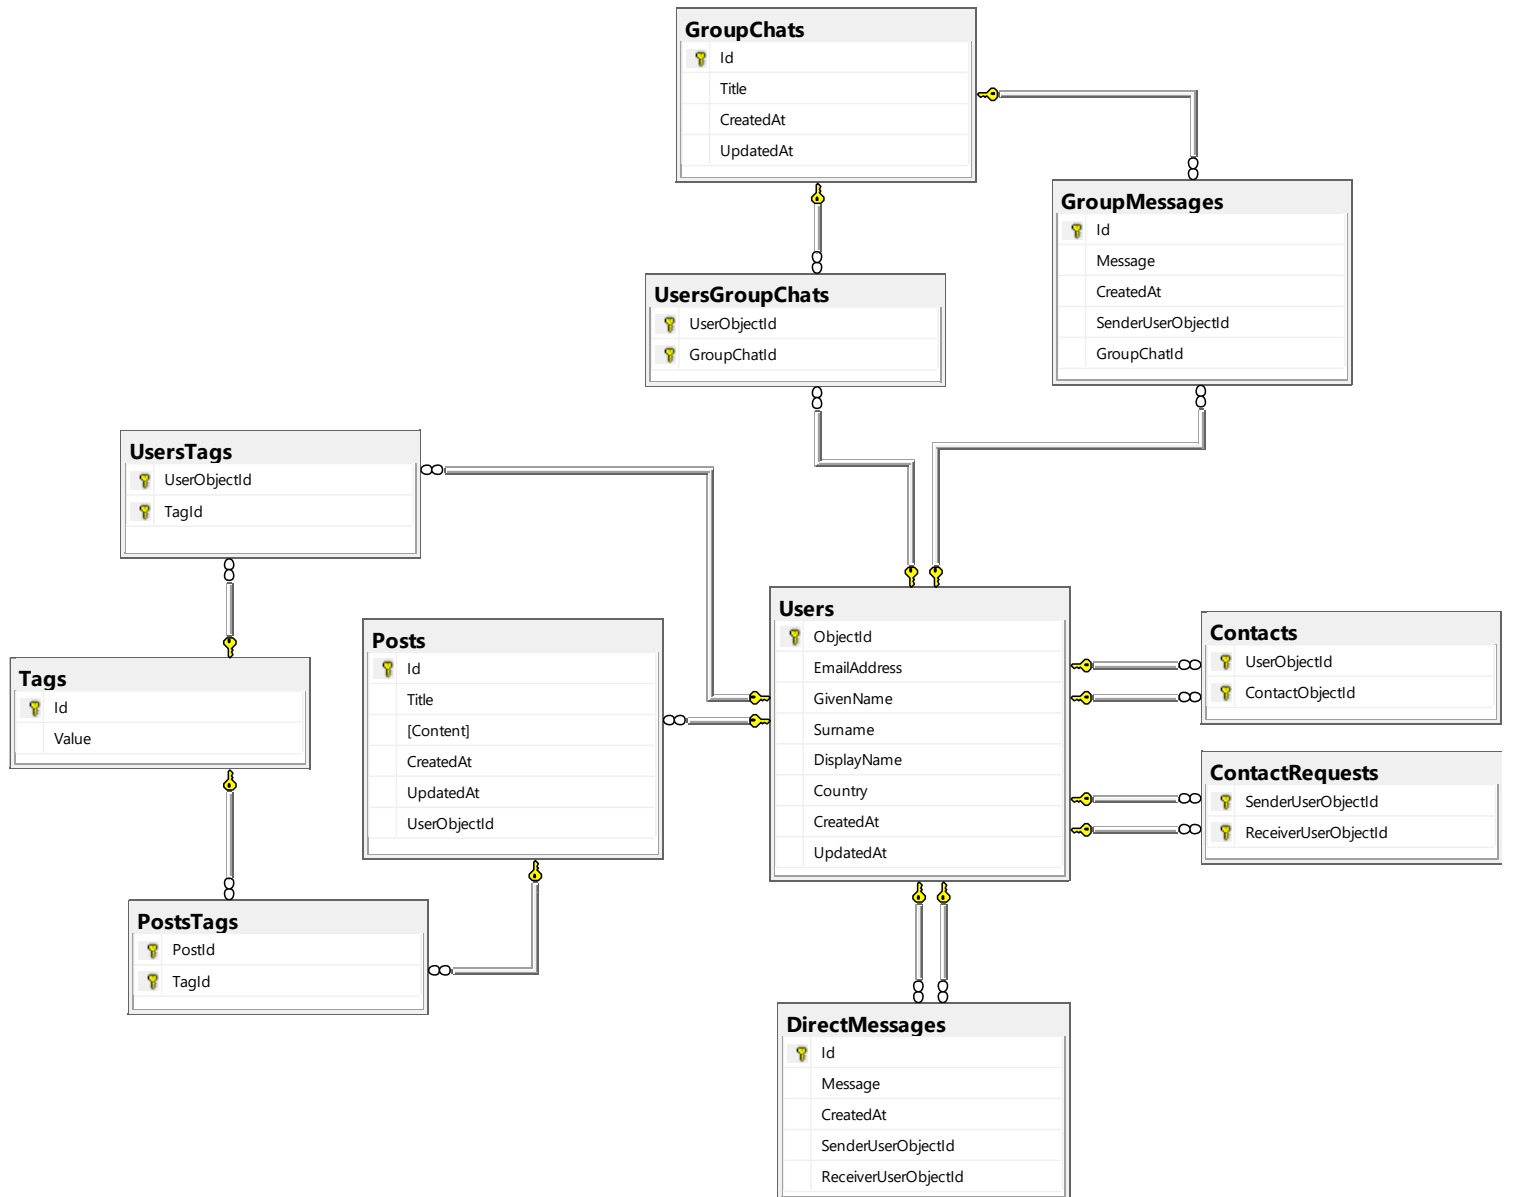 GroupChats
Id
Title
CreatedAt
UpdatedAt
GroupMessages
Id
Message
CreatedAt
SenderUserObjectId
GroupChatId
UsersGroupChats
UserObjectId
GroupChatId
UsersTags
UserObjectId
TagId
Tags
Id
Value
Posts
Id
Title
[Content]
CreatedAt
UpdatedAt
UserObjectId
Users
ObjectId
EmailAddress
GivenName
Surname
DisplayName
Country
CreatedAt
UpdatedAt
Contacts
UserObjectId
ContactObjectId
ContactRequests
SenderUserObjectId
ReceiverUserObjectId
PostsTags
PostId
TagId
DirectMessages
Id
Message
CreatedAt
SenderUserObjectId
ReceiverUserObjectId